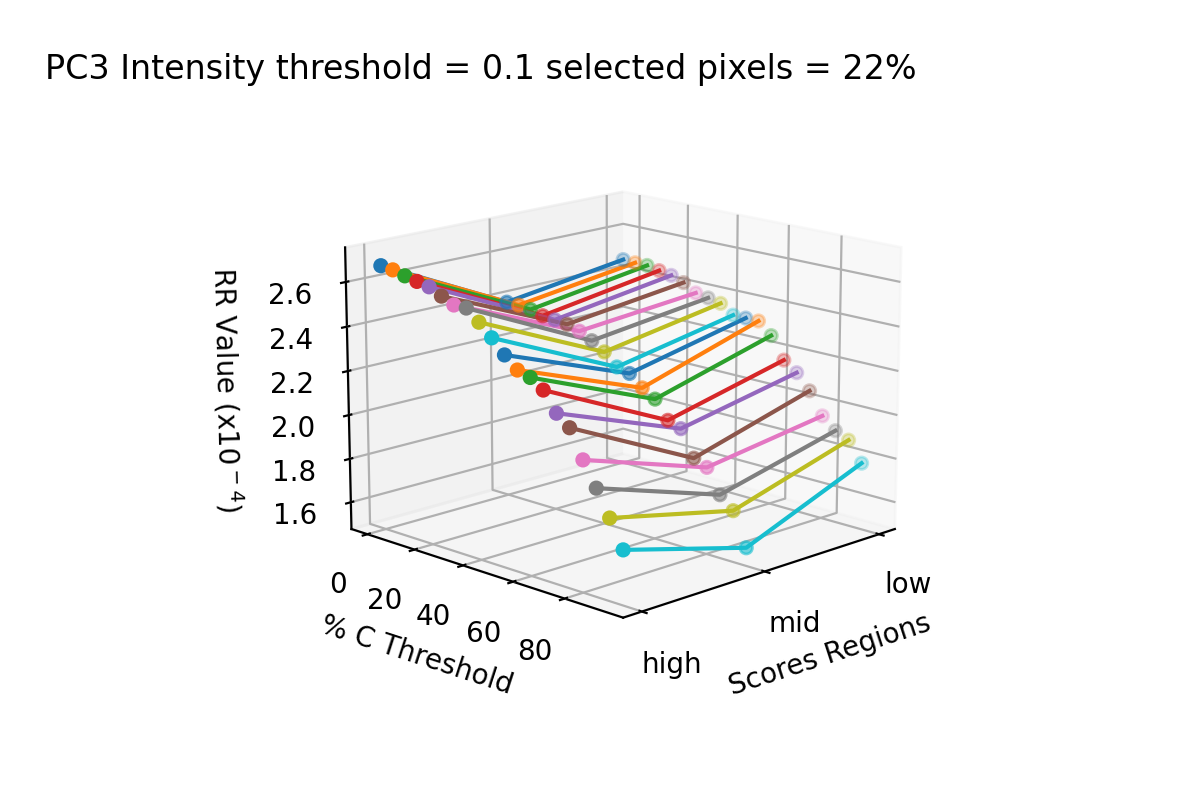 PC3 Intensity threshold = 0.1 selected pixels = 22%
RR Value (x10⁻⁴)
2.6
2.4
2.2
2.0
1.8
1.6
0
20
40
60
80
% C Threshold
high
mid
low
Scores Regions